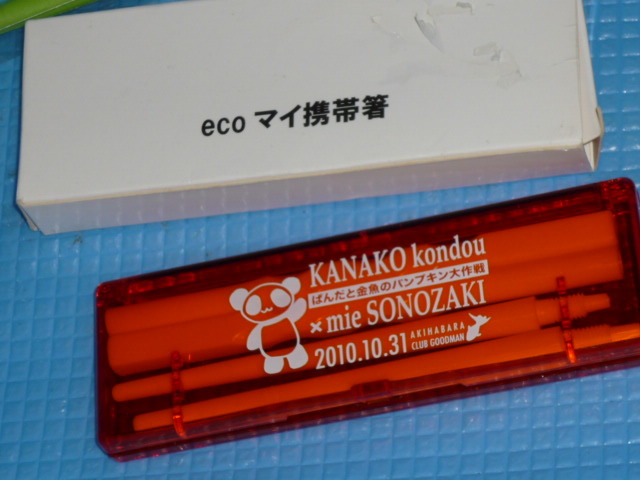 eco マイ携帯箸
KANAKO kondou
ぱんだと金魚のパンプキン大作戦
× mie SONOZAKI
2010.10.31 AKIHABARA
CLUB GOODMAN